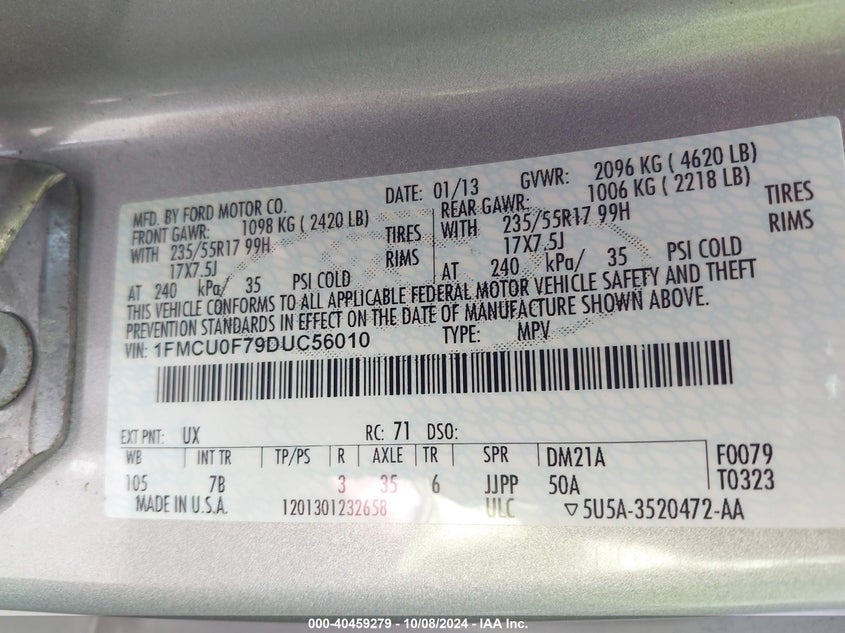 MFD. BY FORD MOTOR CO. DATE: 01/13 GVWR: 2096 KG ( 4620 LB)
FRONT GAWR: 1098 KG ( 2420 LB) REAR GAWR: 1006 KG ( 2218 LB)
WITH 235/55R17 99H TIRES WITH 235/55R17 99H TIRES
17X7.5J RIMS 17X7.5J RIMS
AT 240 kPa/ 35 PSI COLD AT 240 kPa/ 35 PSI COLD
THIS VEHICLE CONFORMS TO ALL APPLICABLE FEDERAL MOTOR VEHICLE SAFETY AND THEFT
PREVENTION STANDARDS IN EFFECT ON THE DATE OF MANUFACTURE SHOWN ABOVE.
VIN: 1FMCU0F79DUC56010 TYPE: MPV
EXT PNT: UX RC: 71 DSO:
WB INT TR TP/PS R AXLE TR SPR DM21A F0079
105 7B 3 35 6 JJPP 50A T0323
MADE IN U.S.A. 1201301232658 ULC ▽5U5A-3520472-AA
000-40459279 - 10/08/2024 - IAA Inc.